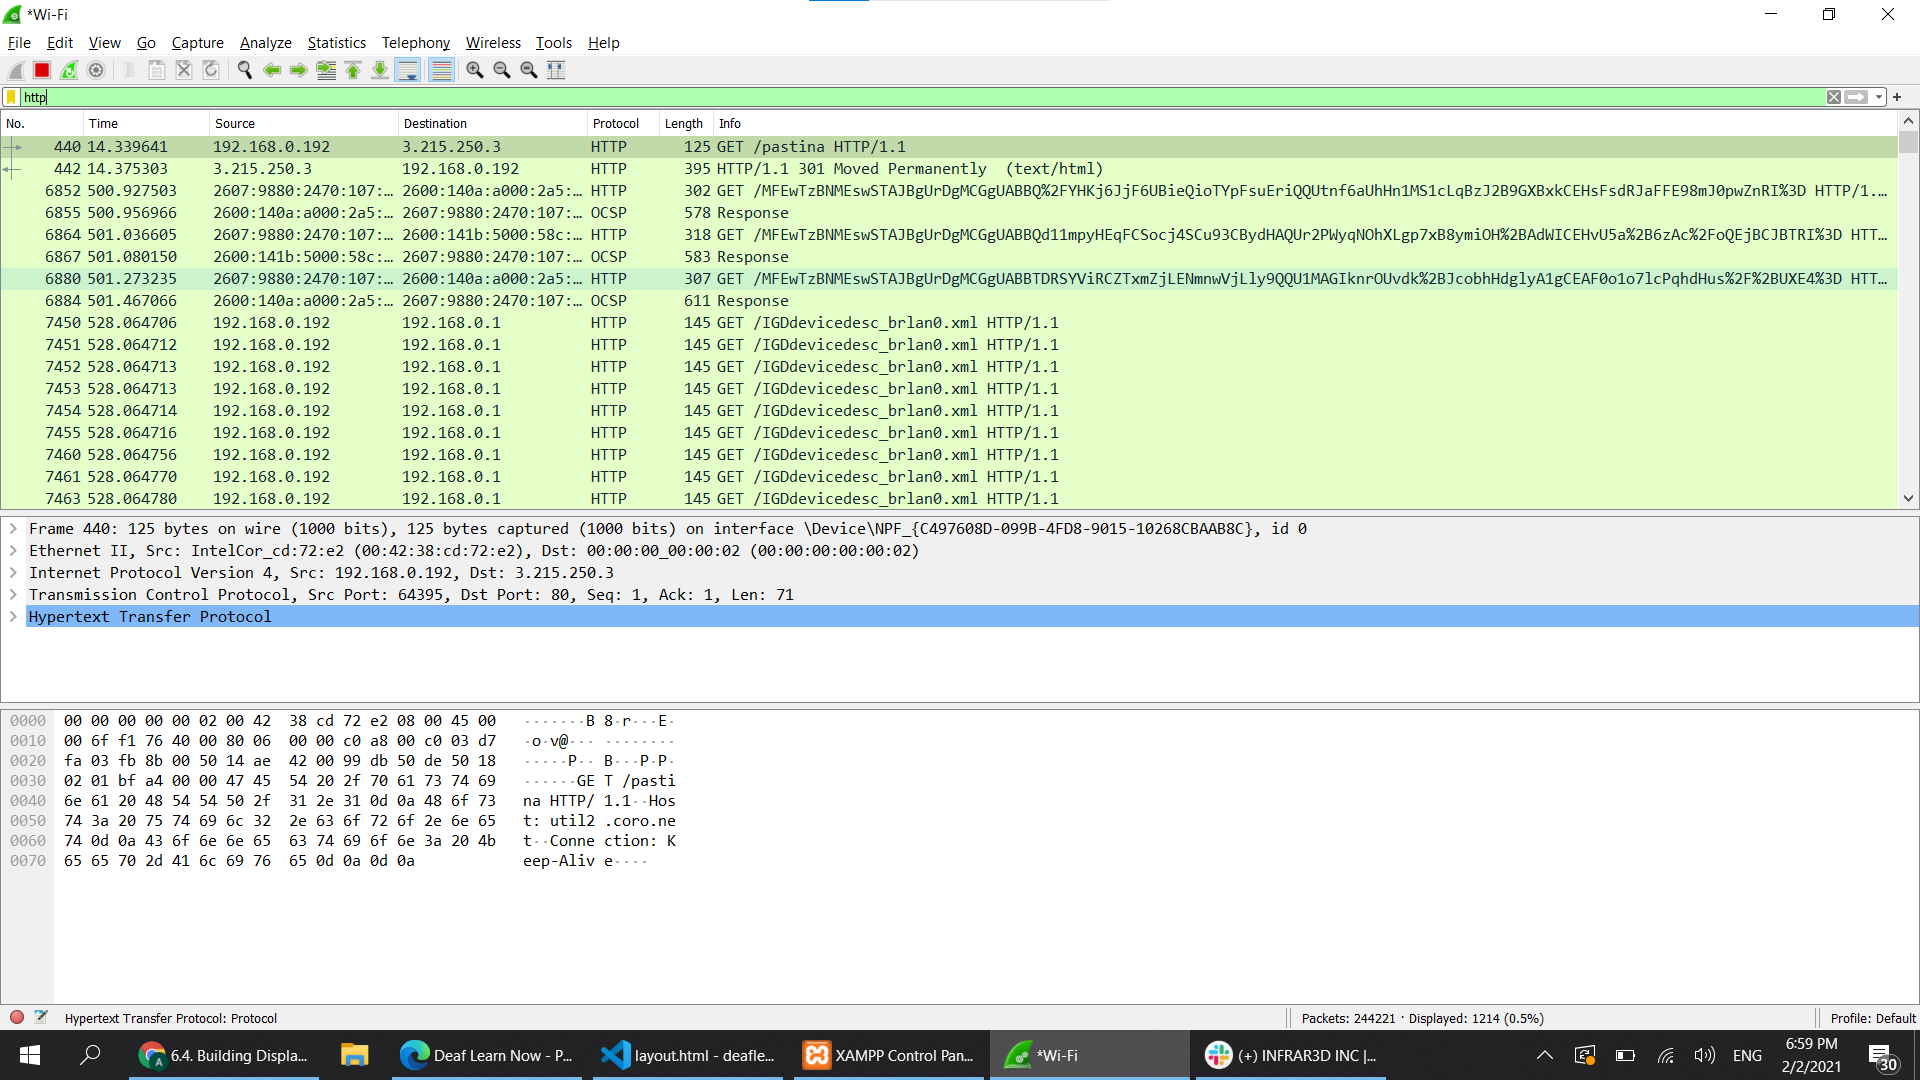 *Wi-Fi
File Edit View Go Capture Analyze Statistics Telephony Wireless Tools Help
http
No. Time Source Destination Protocol Length Info
440 14.339641 192.168.0.192 3.215.250.3 HTTP 125 GET /pastina HTTP/1.1
442 14.375303 3.215.250.3 192.168.0.192 HTTP 395 HTTP/1.1 301 Moved Permanently (text/html)
6852 500.927503 2607:9880:2470:107:… 2600:140a:a000:2a5:… HTTP 302 GET /MFEwTzBNMEswSTAJBgUrDgMCGgUABBQ%2FYHKj6JjF6UBieQioTYpFsuEriQQUtnf6aUhHn1MS1cLqBzJ2B9GXBxkCEHsFsdRJaFFE98mJ0pwZnRI%3D HTTP/1.…
6855 500.956966 2600:140a:a000:2a5:… 2607:9880:2470:107:… OCSP 578 Response
6864 501.036605 2607:9880:2470:107:… 2600:141b:5000:58c:… HTTP 318 GET /MFEwTzBNMEswSTAJBgUrDgMCGgUABBQd11mpyHEqFCSocj4SCu93CBydHAQUr2PWyqNOhXLgp7xB8ymiOH%2BAdWICEHvU5a%2B6zAc%2FoQEjBCJBTRI%3D HTT…
6867 501.080150 2600:141b:5000:58c:… 2607:9880:2470:107:… OCSP 583 Response
6880 501.273235 2607:9880:2470:107:… 2600:140a:a000:2a5:… HTTP 307 GET /MFEwTzBNMEswSTAJBgUrDgMCGgUABBTDRSYViRCZTxmZjLENmnwVjLly9QQU1MAGIknrOUvdk%2BJcobhHdglyA1gCEAF0o1o7lcPqhdHus%2F%2BUXE4%3D HTT…
6884 501.467066 2600:140a:a000:2a5:… 2607:9880:2470:107:… OCSP 611 Response
7450 528.064706 192.168.0.192 192.168.0.1 HTTP 145 GET /IGDdevicedesc_brlan0.xml HTTP/1.1
7451 528.064712 192.168.0.192 192.168.0.1 HTTP 145 GET /IGDdevicedesc_brlan0.xml HTTP/1.1
7452 528.064713 192.168.0.192 192.168.0.1 HTTP 145 GET /IGDdevicedesc_brlan0.xml HTTP/1.1
7453 528.064713 192.168.0.192 192.168.0.1 HTTP 145 GET /IGDdevicedesc_brlan0.xml HTTP/1.1
7454 528.064714 192.168.0.192 192.168.0.1 HTTP 145 GET /IGDdevicedesc_brlan0.xml HTTP/1.1
7455 528.064716 192.168.0.192 192.168.0.1 HTTP 145 GET /IGDdevicedesc_brlan0.xml HTTP/1.1
7460 528.064756 192.168.0.192 192.168.0.1 HTTP 145 GET /IGDdevicedesc_brlan0.xml HTTP/1.1
7461 528.064770 192.168.0.192 192.168.0.1 HTTP 145 GET /IGDdevicedesc_brlan0.xml HTTP/1.1
7463 528.064780 192.168.0.192 192.168.0.1 HTTP 145 GET /IGDdevicedesc_brlan0.xml HTTP/1.1
Frame 440: 125 bytes on wire (1000 bits), 125 bytes captured (1000 bits) on interface \Device\NPF_{C497608D-099B-4FD8-9015-10268CBAAB8C}, id 0
Ethernet II, Src: IntelCor_cd:72:e2 (00:42:38:cd:72:e2), Dst: 00:00:00_00:00:02 (00:00:00:00:00:02)
Internet Protocol Version 4, Src: 192.168.0.192, Dst: 3.215.250.3
Transmission Control Protocol, Src Port: 64395, Dst Port: 80, Seq: 1, Ack: 1, Len: 71
Hypertext Transfer Protocol
0000 00 00 00 00 00 02 00 42 38 cd 72 e2 08 00 45 00 ·······B 8·r···E·
0010 00 6f f1 76 40 00 80 06 00 00 c0 a8 00 c0 03 d7 ·o·v@··· ········
0020 fa 03 fb 8b 00 50 14 ae 42 00 99 db 50 de 50 18 ·····P·· B···P·P·
0030 02 01 bf a4 00 00 47 45 54 20 2f 70 61 73 74 69 ······GE T /pasti
0040 6e 61 20 48 54 54 50 2f 31 2e 31 0d 0a 48 6f 73 na HTTP/ 1.1··Hos
0050 74 3a 20 75 74 69 6c 32 2e 63 6f 72 6f 2e 6e 65 t: util2 .coro.ne
0060 74 0d 0a 43 6f 6e 6e 65 63 74 69 6f 6e 3a 20 4b t··Conne ction: K
0070 65 65 70 2d 41 6c 69 76 65 0d 0a 0d 0a eep-Aliv e····
Hypertext Transfer Protocol: Protocol Packets: 244221 · Displayed: 1214 (0.5%) Profile: Default
6.4. Building Displa... Deaf Learn Now - P... layout.html - deafle... XAMPP Control Pan... *Wi-Fi (+) INFRAR3D INC |... ENG 6:59 PM
2/2/2021 30